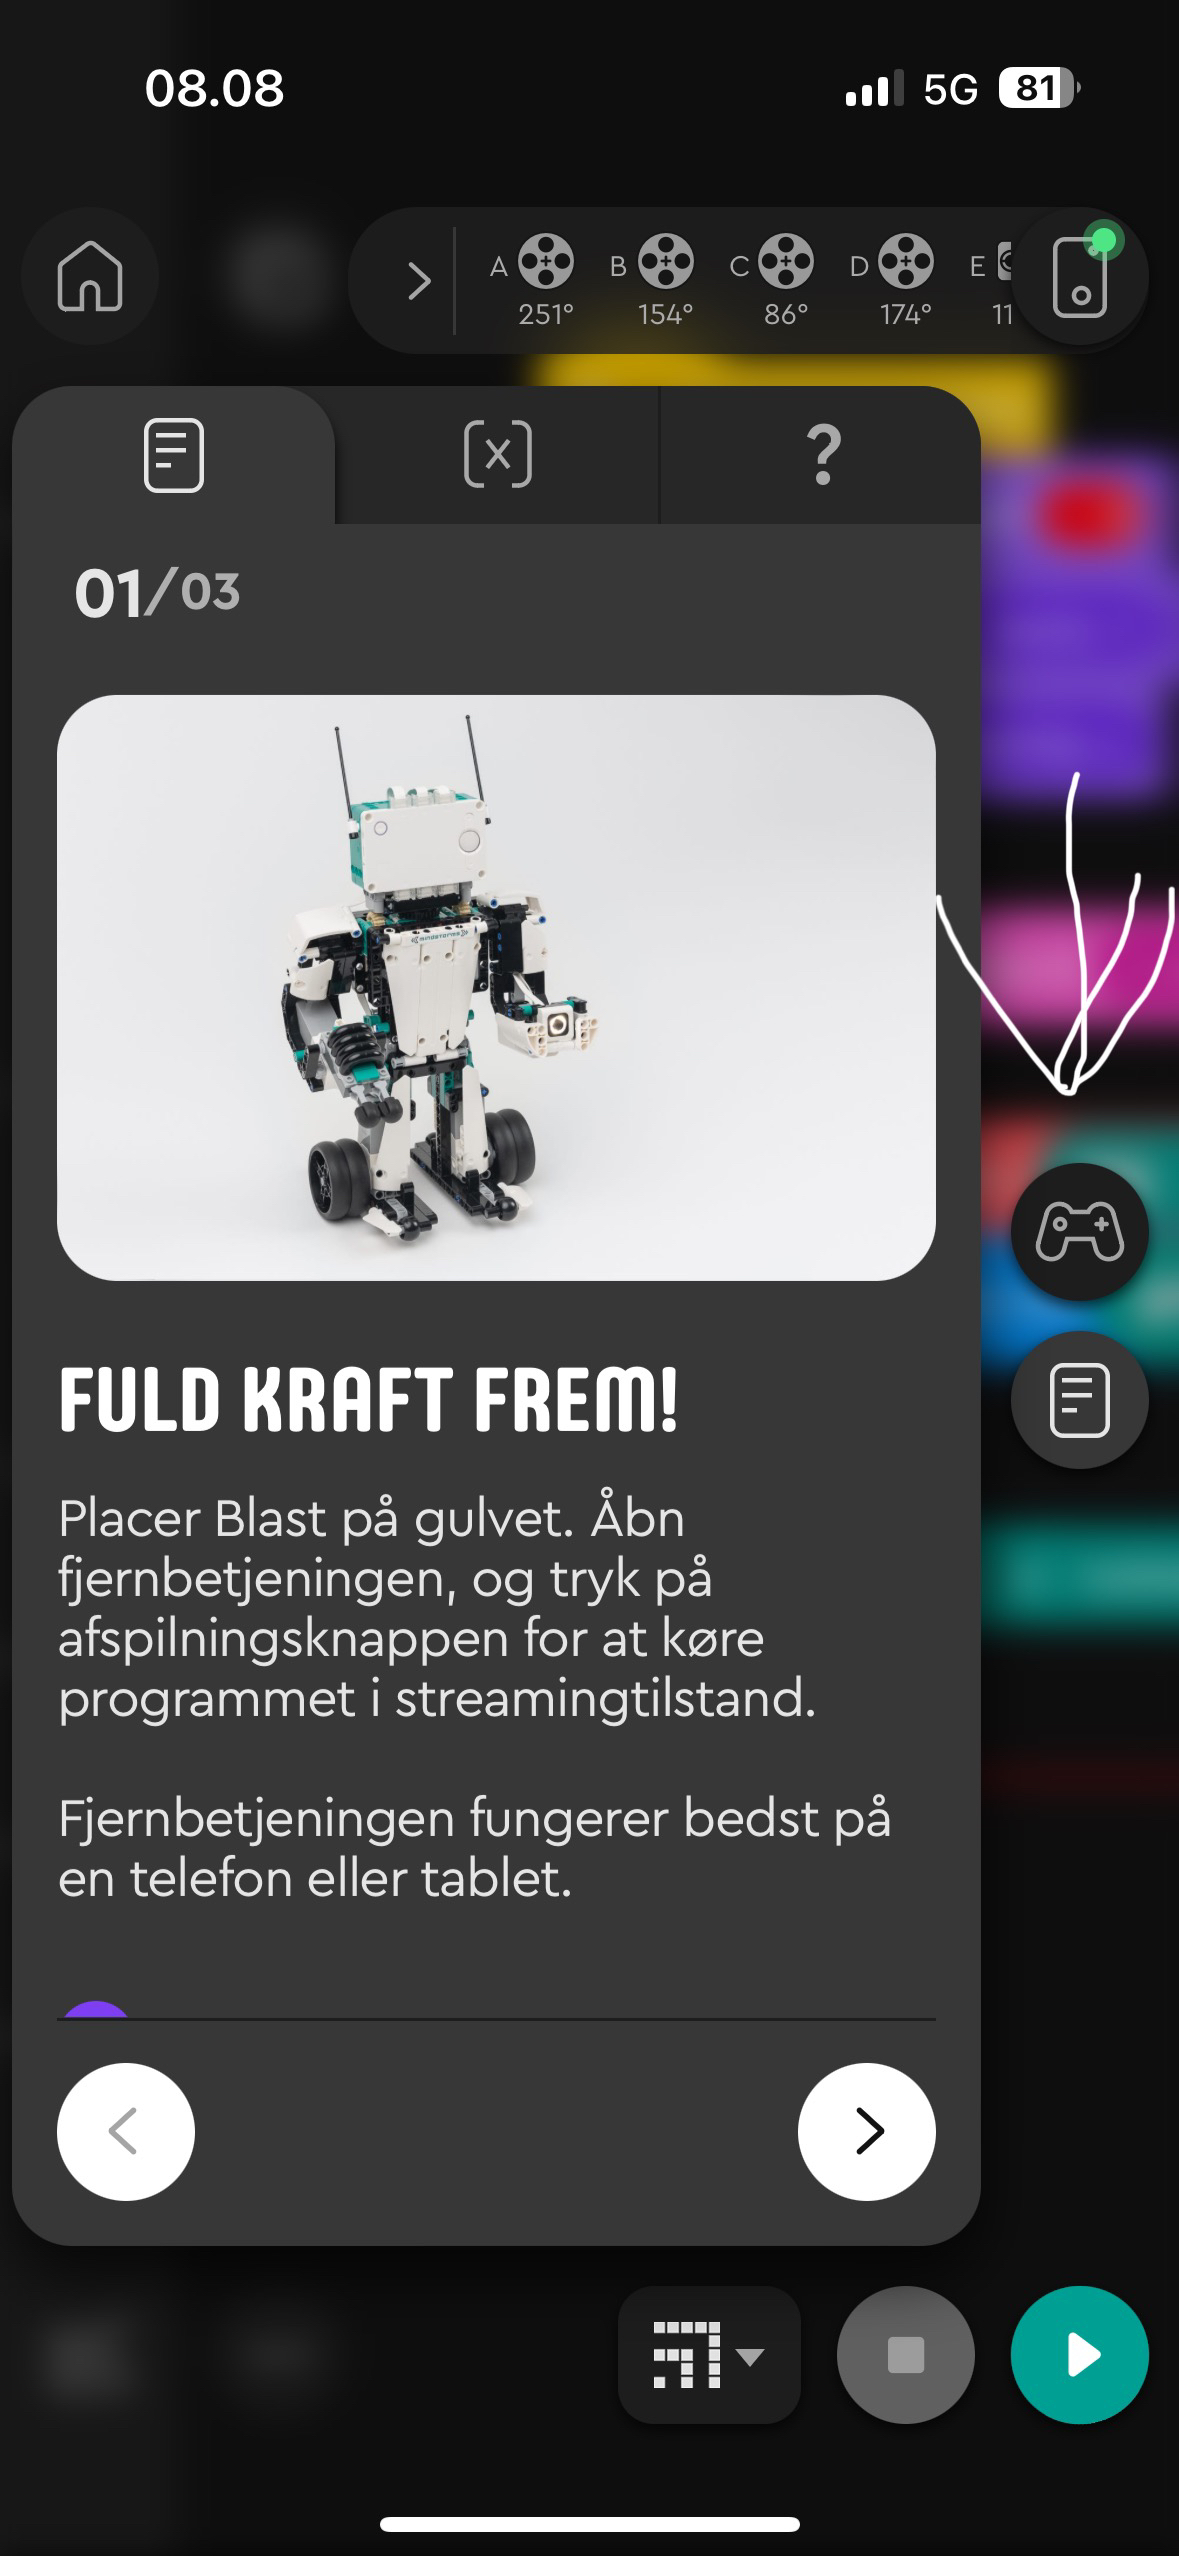 08.08
5G 81
A B C D E
251° 154° 86° 174° 11
?
01/03
mindstorms
FULD KRAFT FREM!
Placer Blast på gulvet. Åbn
fjernbetjeningen, og tryk på
afspilningsknappen for at køre
programmet i streamingtilstand.
Fjernbetjeningen fungerer bedst på
en telefon eller tablet.